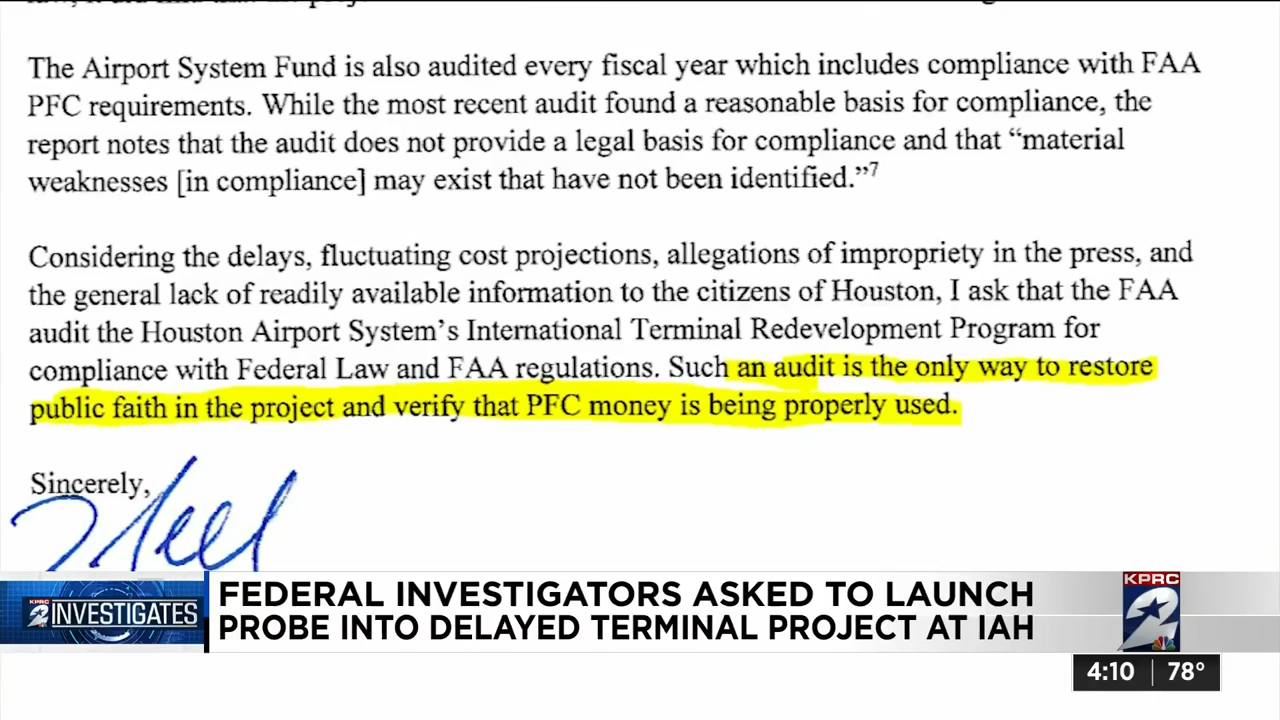 The Airport System Fund is also audited every fiscal year which includes compliance with FAA
PFC requirements. While the most recent audit found a reasonable basis for compliance, the
report notes that the audit does not provide a legal basis for compliance and that “material
weaknesses [in compliance] may exist that have not been identified.”7
Considering the delays, fluctuating cost projections, allegations of impropriety in the press, and
the general lack of readily available information to the citizens of Houston, I ask that the FAA
audit the Houston Airport System’s International Terminal Redevelopment Program for
compliance with Federal Law and FAA regulations. Such an audit is the only way to restore
public faith in the project and verify that PFC money is being properly used.
Sincerely,
KPRC 2 INVESTIGATES
FEDERAL INVESTIGATORS ASKED TO LAUNCH
PROBE INTO DELAYED TERMINAL PROJECT AT IAH
KPRC
2
4:10 78°